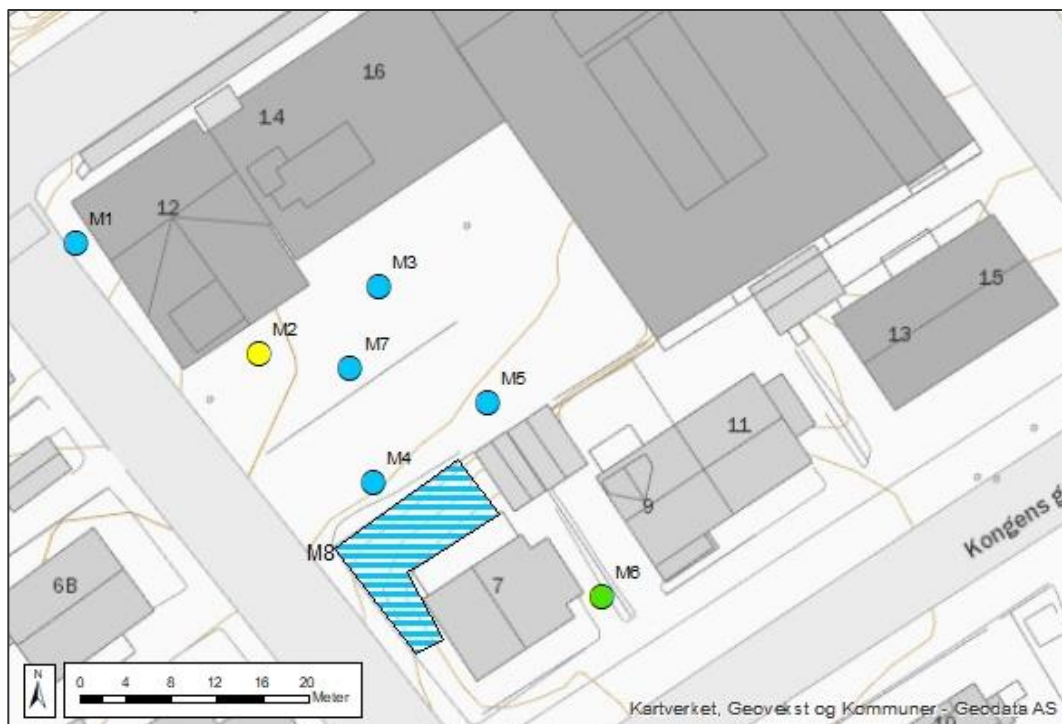 16
14
12
M1
M3
15
13
M2
M7
M5
11
M4
9
M8
Kongens g
6B
7
M6
N
0 4 8 12 16 20
Meter
Kartverket, Geovekst og Kommuner - Geodata AS